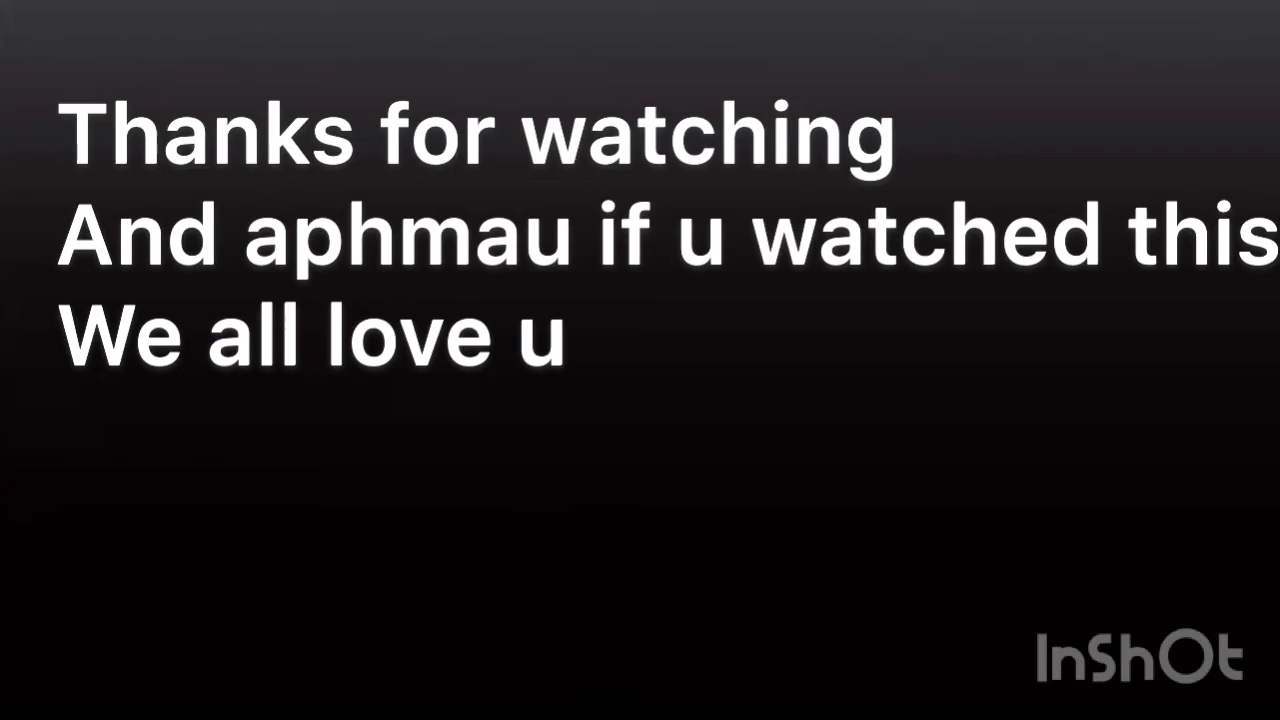 Thanks for watching
And aphmau if u watched this
We all love u
InShOt